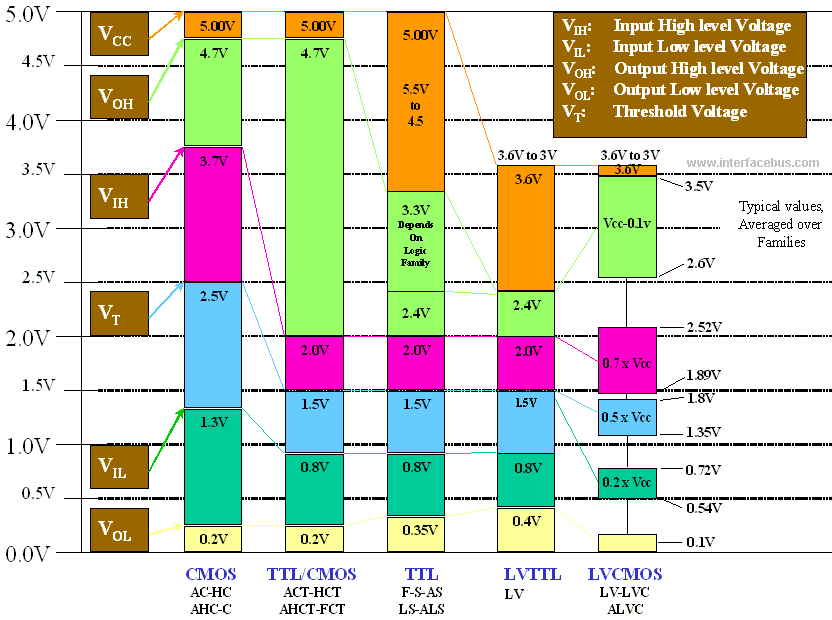 5.0V
4.5V
4.0V
3.5V
3.0V
2.5V
2.0V
1.5V
1.0V
0.5V
0.0V
VCC
VOH
VIH
VT
VIL
VOL
4.7V
3.7V
2.5V
1.3V
0.2V
CMOS
AC-HC
AHC-C
5.00V
5.00V
4.7V
2.0V
1.5V
0.8V
0.2V
TTL/CMOS
ACT-HCT
AHCT-FCT
5.00V
5.5V
to
4.5
3.3V
Depends
On
Logic
Family
2.4V
2.0V
1.5V
0.8V
0.35V
TTL
F-S-AS
LS-ALS
3.6V to 3V
3.6V
2.4V
2.0V
1.5V
0.8V
0.4V
LVTTL
LV
3.6V to 3V
3.6V
Vcc-0.1v
0.7 x Vcc
0.5 x Vcc
0.2 x Vcc
LVCMOS
LV-LVC
ALVC
3.5V
2.6V
2.52V
1.89V
1.8V
1.35V
0.72V
0.54V
0.1V
VIH: Input High level Voltage
VIL: Input Low level Voltage
VOH: Output High level Voltage
VOL: Output Low level Voltage
VT: Threshold Voltage
www.interfacebus.com
Typical values,
Averaged over
Families